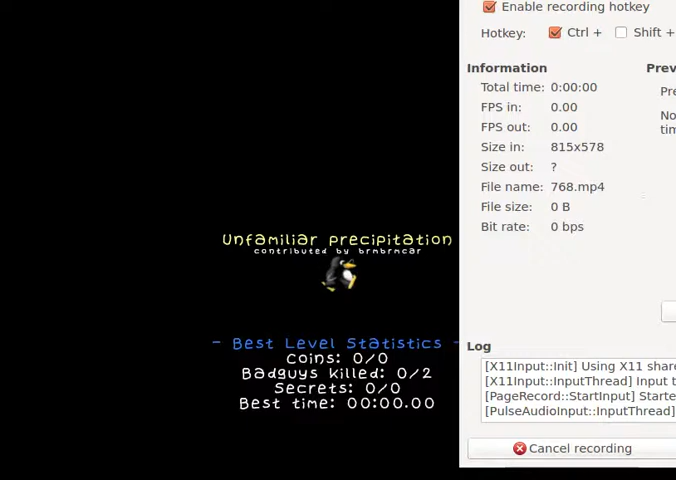 Enable recording hotkey
Hotkey: Ctrl + Shift +
Information
Total time: 0:00:00
FPS in: 0.00
FPS out: 0.00
Size in: 815x578
Size out: ?
File name: 768.mp4
File size: 0 B
Bit rate: 0 bps
Unfamiliar precipitation
contributed by brmbrmcar
- Best Level Statistics -
coins: 0/0
Badguys killed: 0/2
Secrets: 0/0
Best time: 00:00.00
Log
[X11Input::Init] Using X11 share
[X11Input::InputThread] Input t
[PageRecord::StartInput] Starte
[PulseAudioInput::InputThread]
Cancel recording